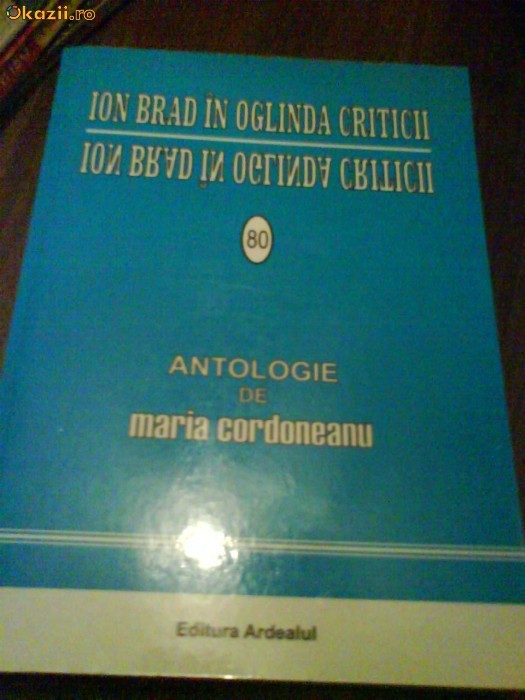 Okazii.ro
ION BRAD ÎN OGLINDA CRITICII
ION BRAD ÎN OGLINDA CRITICII
80
ANTOLOGIE
DE
maria cordoneanu
Editura Ardealul